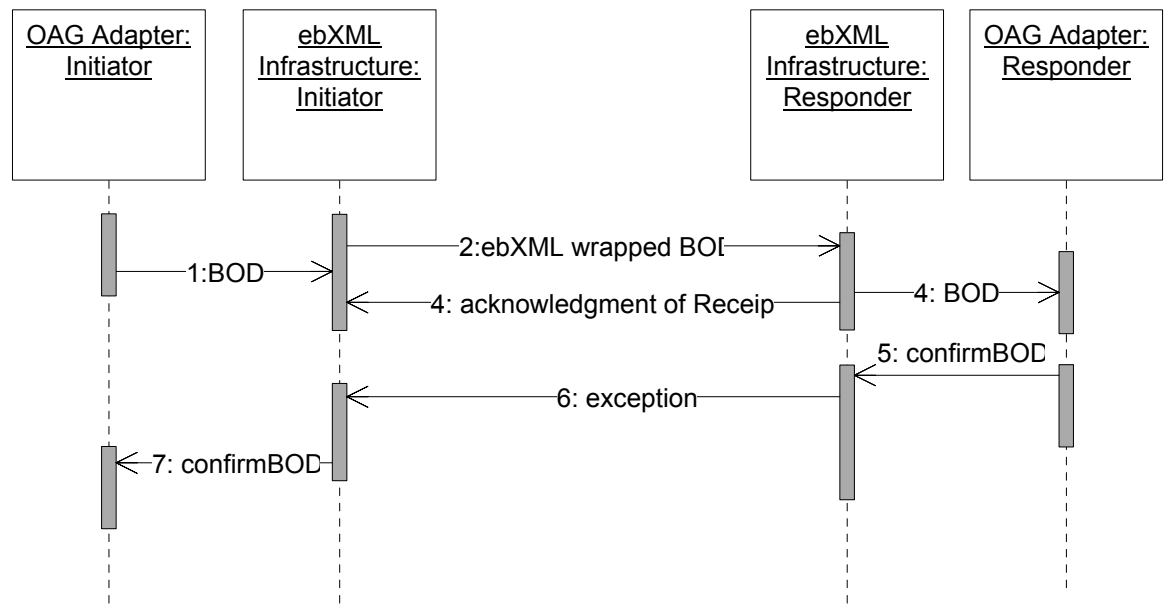 OAG Adapter:
Initiator
ebXML
Infrastructure:
Initiator
ebXML
Infrastructure:
Responder
OAG Adapter:
Responder
2:ebXML wrapped BOD
1:BOD
4: acknowledgment of Receip
4: BOD
5: confirmBOD
6: exception
7: confirmBOD